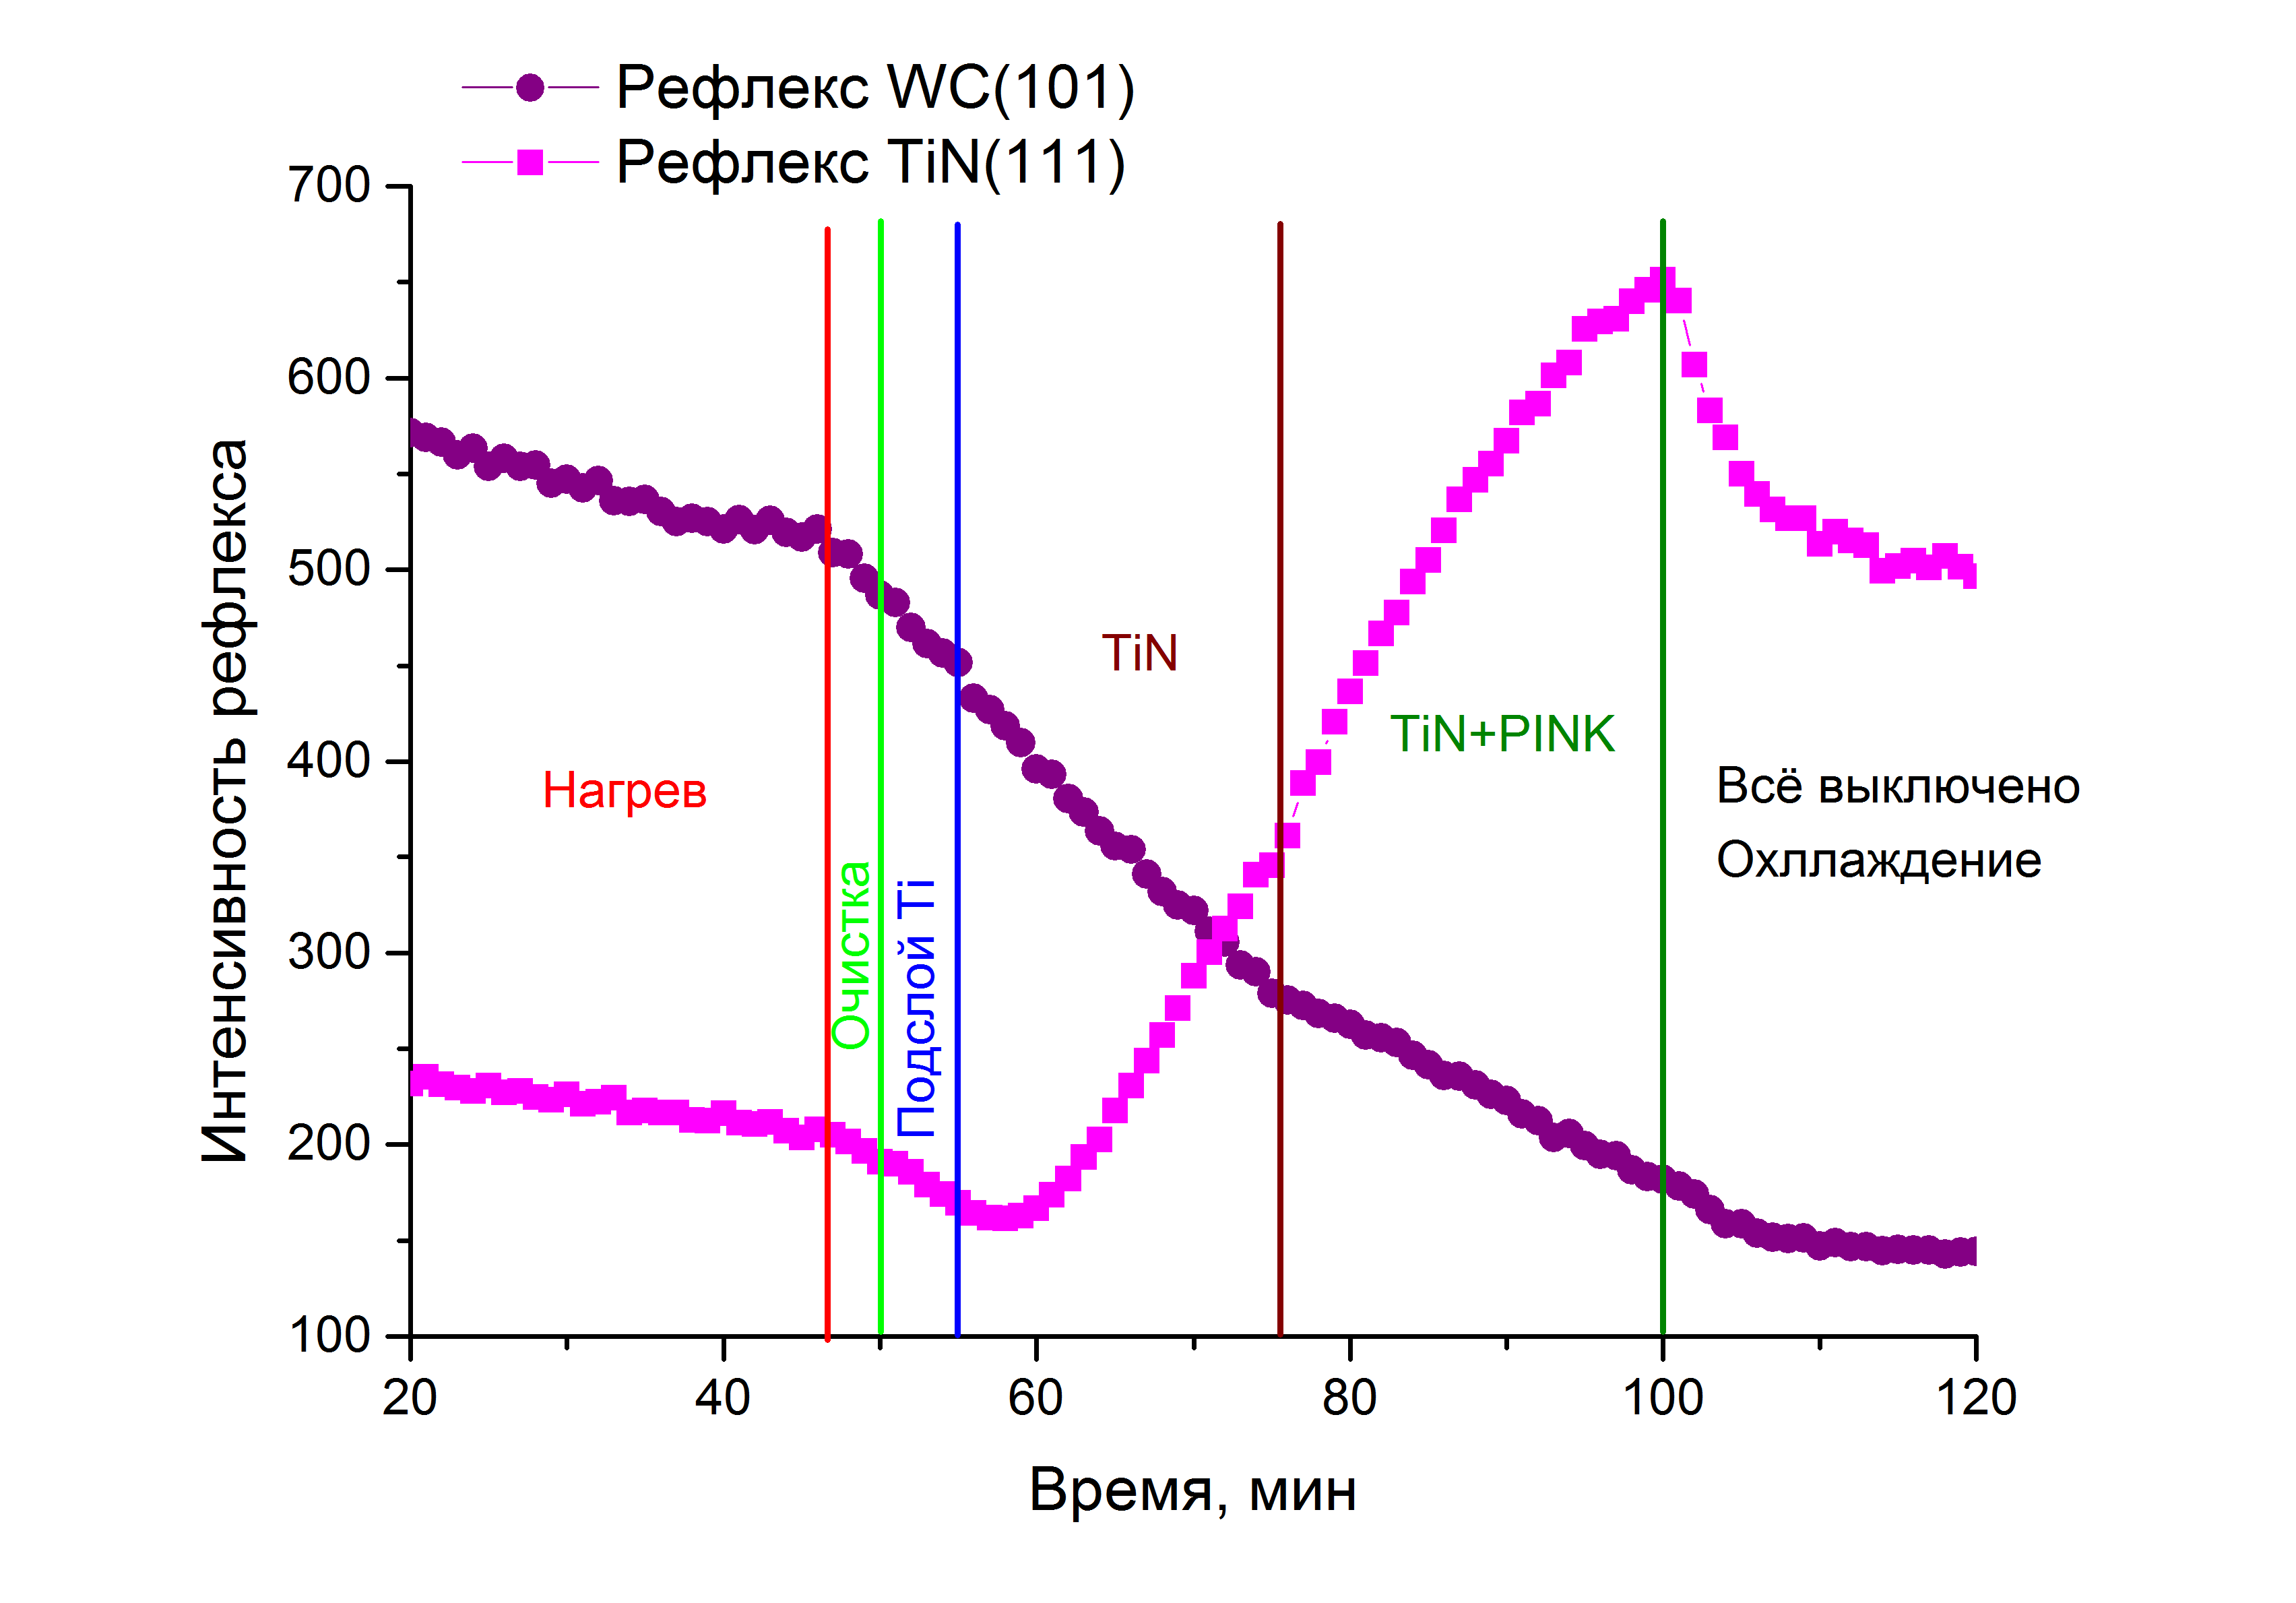 Рефлекс WC(101)
Рефлекс TiN(111)
Интенсивность рефлекса
700
600
500
400
300
200
100
Нагрев
Очистка
Подслой Ti
TiN
TiN+PINK
Всё выключено
Охллаждение
20 40 60 80 100 120
Время, мин